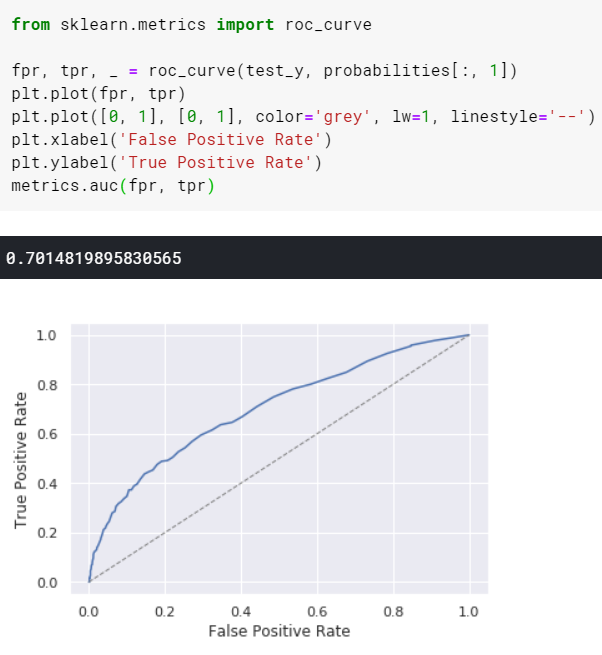 from sklearn.metrics import roc_curve
fpr, tpr, _ = roc_curve(test_y, probabilities[:, 1])
plt.plot(fpr, tpr)
plt.plot([0, 1], [0, 1], color='grey', lw=1, linestyle='--')
plt.xlabel('False Positive Rate')
plt.ylabel('True Positive Rate')
metrics.auc(fpr, tpr)
0.7014819895830565
True Positive Rate
1.0
0.8
0.6
0.4
0.2
0.0
0.0 0.2 0.4 0.6 0.8 1.0
False Positive Rate